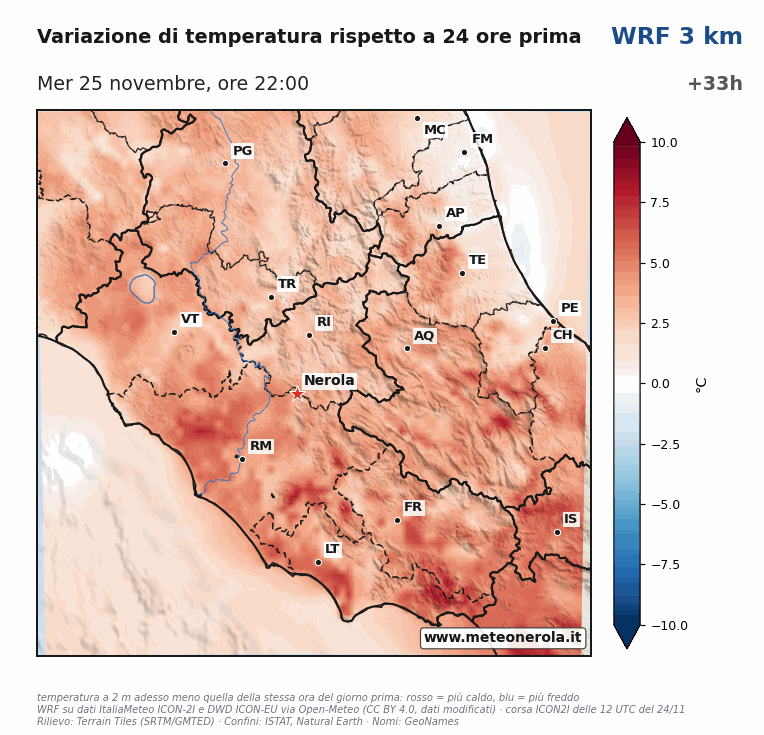 Variazione di temperatura rispetto a 24 ore prima
WRF 3 km
Mer 25 novembre, ore 22:00
+33h
MC
FM
PG
AP
TE
TR
PE
VT
RI
AQ
CH
Nerola
RM
FR
IS
LT
www.meteonerola.it
10.0
7.5
5.0
2.5
0.0
−2.5
−5.0
−7.5
−10.0
°C
temperatura a 2 m adesso meno quella della stessa ora del giorno prima: rosso = più caldo, blu = più freddo
WRF su dati ItaliaMeteo ICON-2I e DWD ICON-EU via Open-Meteo (CC BY 4.0, dati modificati) · corsa ICON2I delle 12 UTC del 24/11
Rilievo: Terrain Tiles (SRTM/GMTED) · Confini: ISTAT, Natural Earth · Nomi: GeoNames